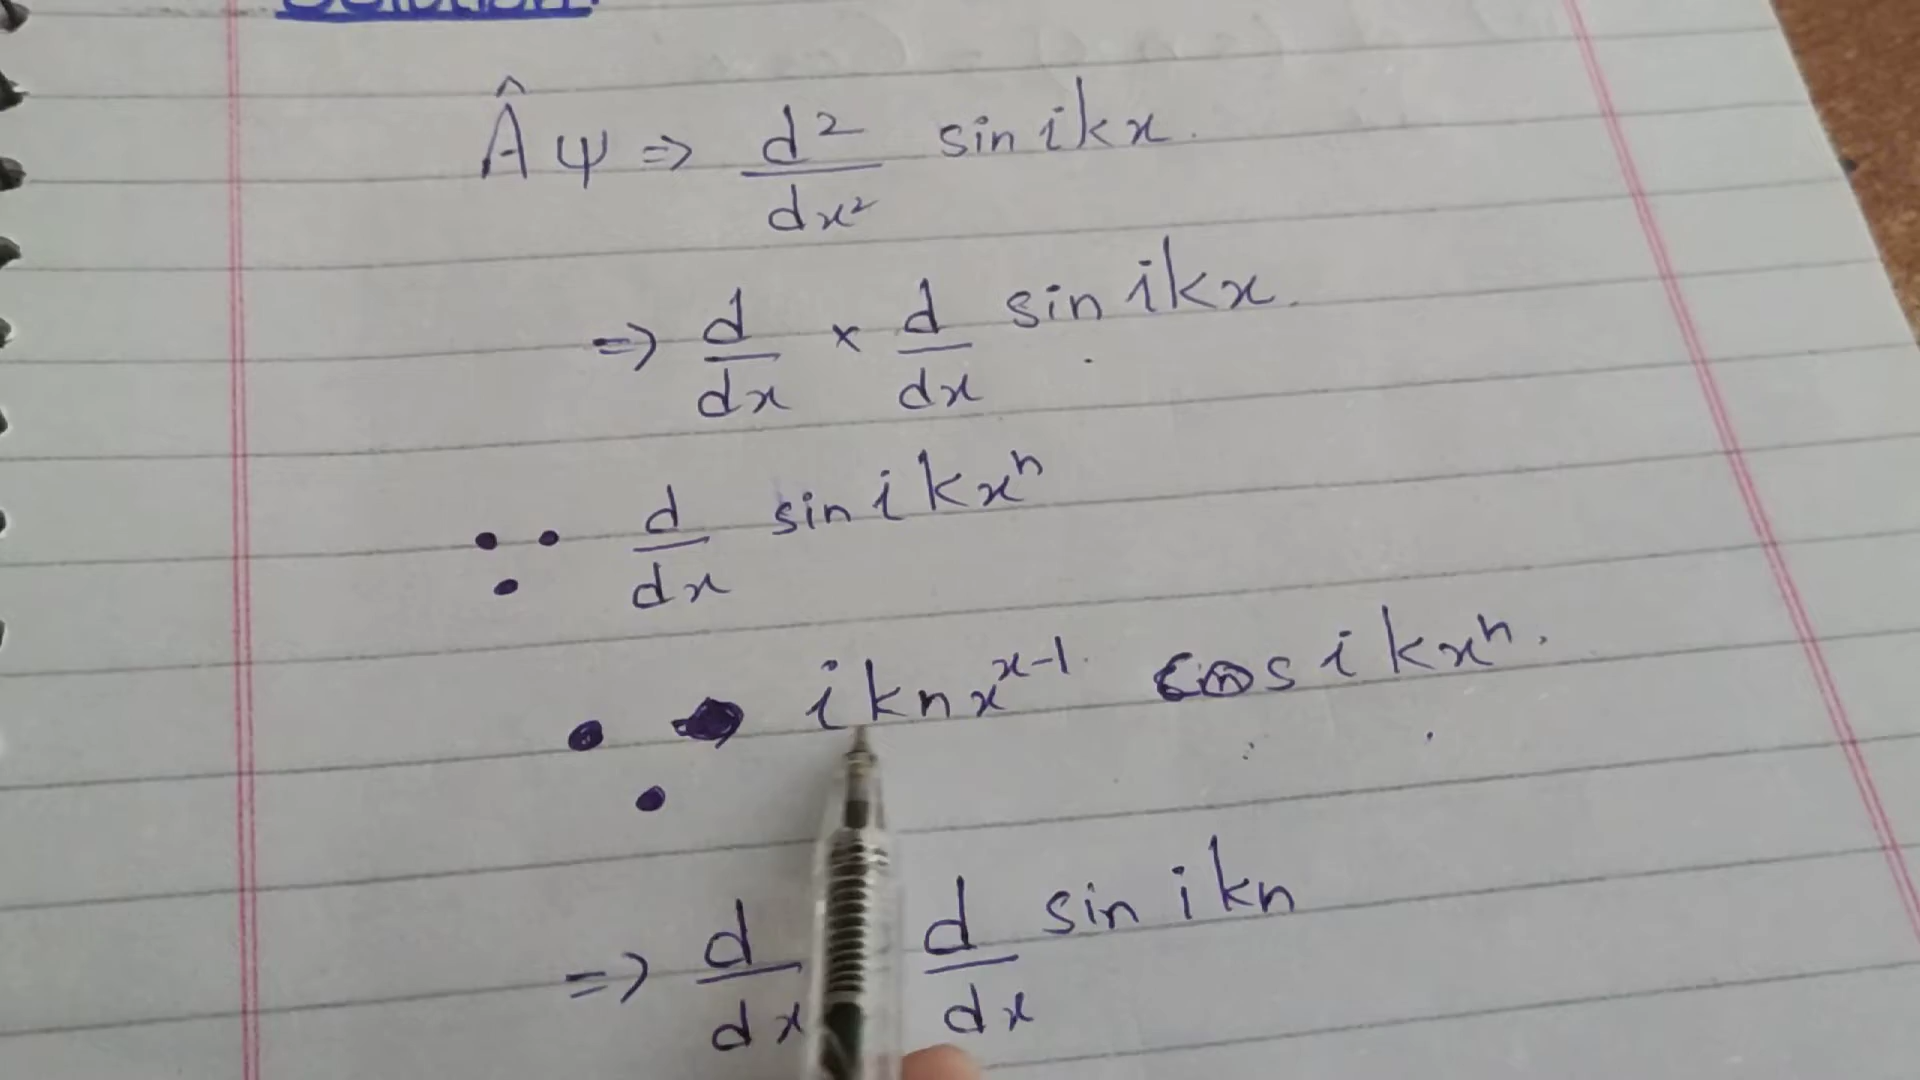 Âψ ⇒ d²/dx² sin ikx.
⇒ d/dx × d/dx sin ikx.
∵ d/dx sin ikxⁿ
∴ iknx^(x-1) cos ikxⁿ.
⇒ d/dx d/dx sin ikn